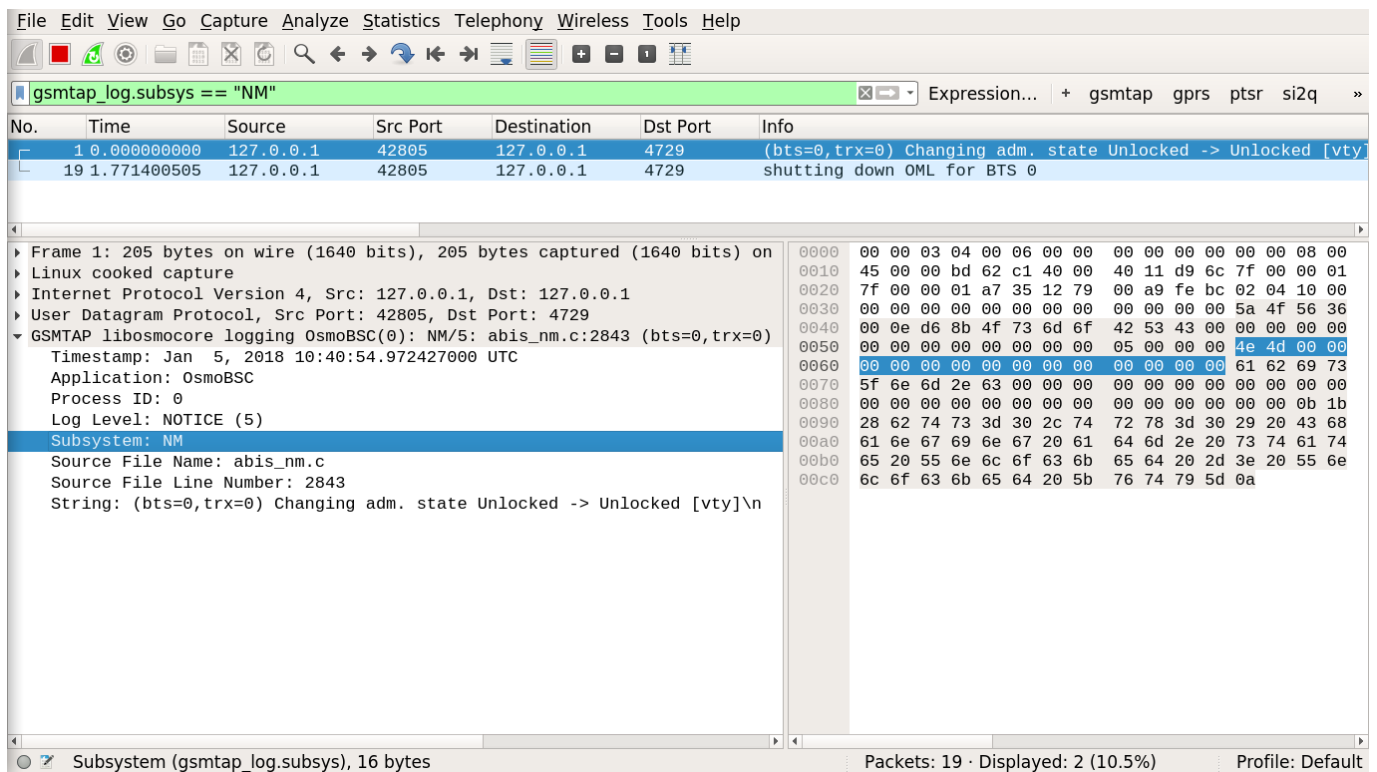 File Edit View Go Capture Analyze Statistics Telephony Wireless Tools Help
gsmtap_log.subsys == "NM" Expression… + gsmtap gprs ptsr si2q »
No. Time Source Src Port Destination Dst Port Info
1 0.000000000 127.0.0.1 42805 127.0.0.1 4729 (bts=0,trx=0) Changing adm. state Unlocked -> Unlocked [vty]
19 1.771400505 127.0.0.1 42805 127.0.0.1 4729 shutting down OML for BTS 0
Frame 1: 205 bytes on wire (1640 bits), 205 bytes captured (1640 bits) on
Linux cooked capture
Internet Protocol Version 4, Src: 127.0.0.1, Dst: 127.0.0.1
User Datagram Protocol, Src Port: 42805, Dst Port: 4729
GSMTAP libosmocore logging OsmoBSC(0): NM/5: abis_nm.c:2843 (bts=0,trx=0)
Timestamp: Jan  5, 2018 10:40:54.972427000 UTC
Application: OsmoBSC
Process ID: 0
Log Level: NOTICE (5)
Subsystem: NM
Source File Name: abis_nm.c
Source File Line Number: 2843
String: (bts=0,trx=0) Changing adm. state Unlocked -> Unlocked [vty]\n
0000 00 00 03 04 00 06 00 00 00 00 00 00 00 00 08 00
0010 45 00 00 bd 62 c1 40 00 40 11 d9 6c 7f 00 00 01
0020 7f 00 00 01 a7 35 12 79 00 a9 fe bc 02 04 10 00
0030 00 00 00 00 00 00 00 00 00 00 00 00 5a 4f 56 36
0040 00 0e d6 8b 4f 73 6d 6f 42 53 43 00 00 00 00 00
0050 00 00 00 00 00 00 00 00 05 00 00 00 4e 4d 00 00
0060 00 00 00 00 00 00 00 00 00 00 00 00 61 62 69 73
0070 5f 6e 6d 2e 63 00 00 00 00 00 00 00 00 00 00 00
0080 00 00 00 00 00 00 00 00 00 00 00 00 00 00 0b 1b
0090 28 62 74 73 3d 30 2c 74 72 78 3d 30 29 20 43 68
00a0 61 6e 67 69 6e 67 20 61 64 6d 2e 20 73 74 61 74
00b0 65 20 55 6e 6c 6f 63 6b 65 64 20 2d 3e 20 55 6e
00c0 6c 6f 63 6b 65 64 20 5b 76 74 79 5d 0a
Subsystem (gsmtap_log.subsys), 16 bytes Packets: 19 · Displayed: 2 (10.5%) Profile: Default